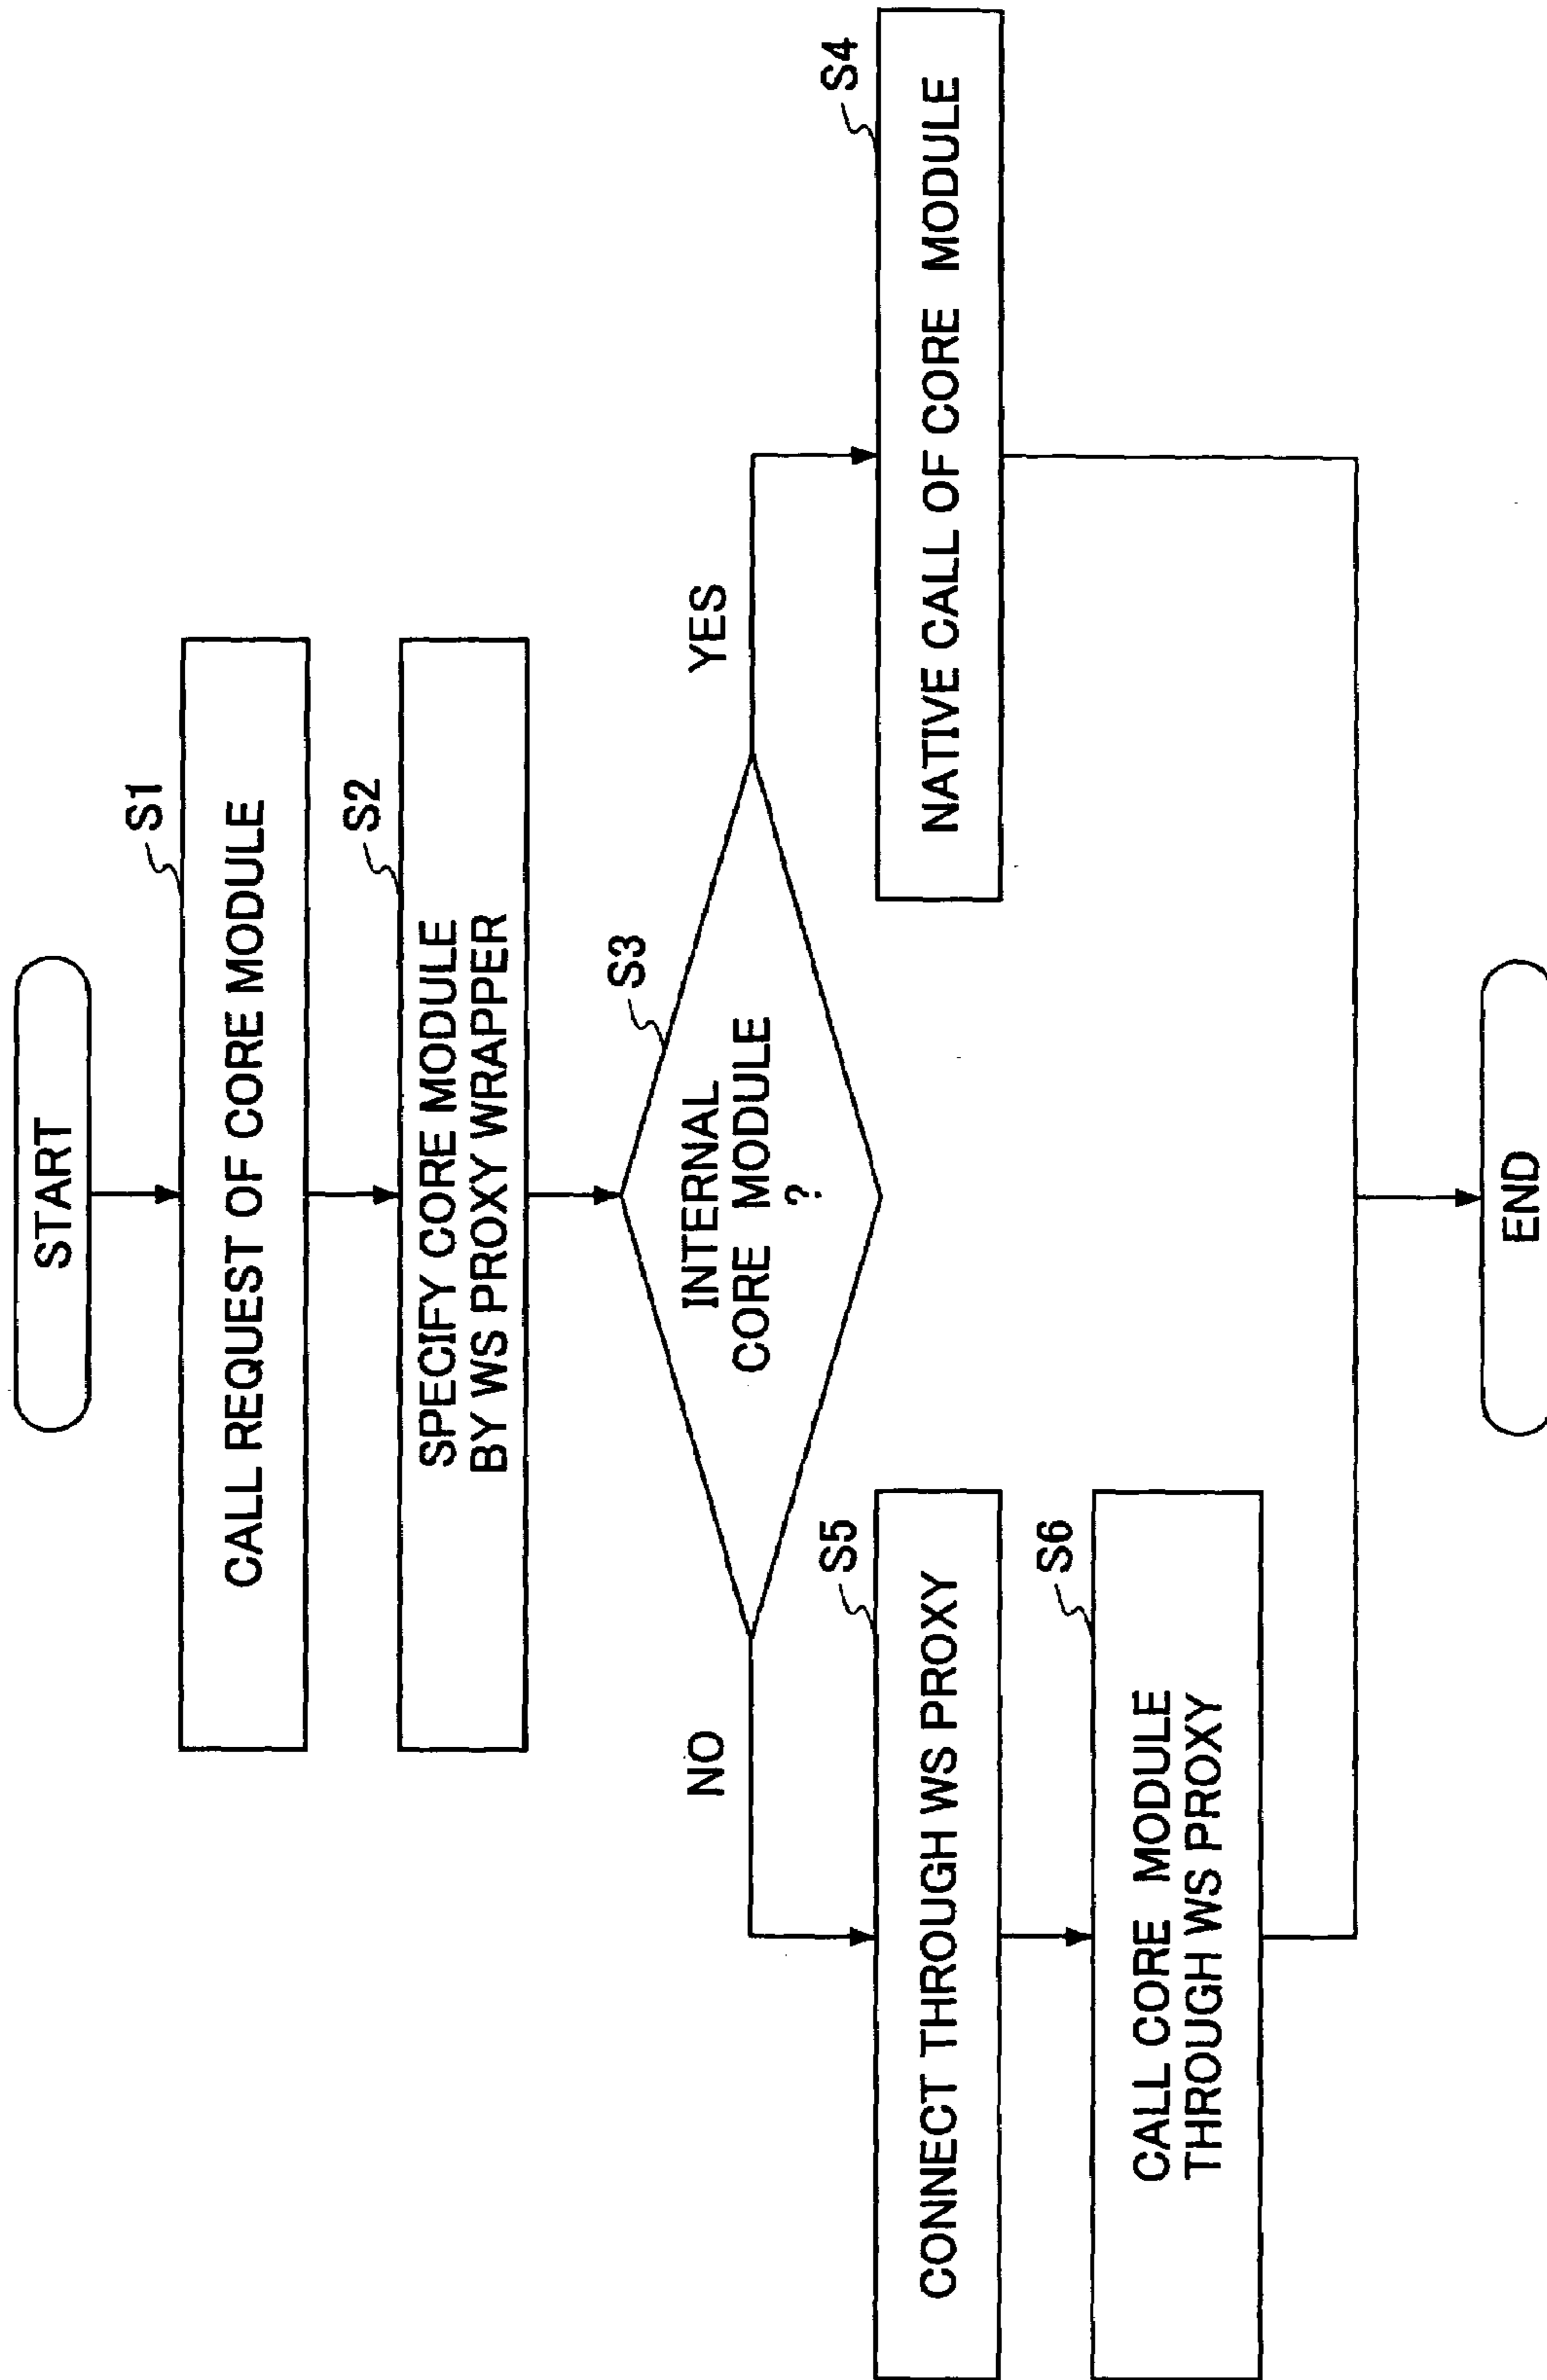 START
S1
CALL REQUEST OF CORE MODULE
S2
SPECIFY CORE MODULE
BY WS PROXY WRAPPER
S3
INTERNAL
CORE MODULE
?
YES
NO
S4
NATIVE CALL OF CORE MODULE
S5
CONNECT THROUGH WS PROXY
S6
CALL CORE MODULE
THROUGH WS PROXY
END